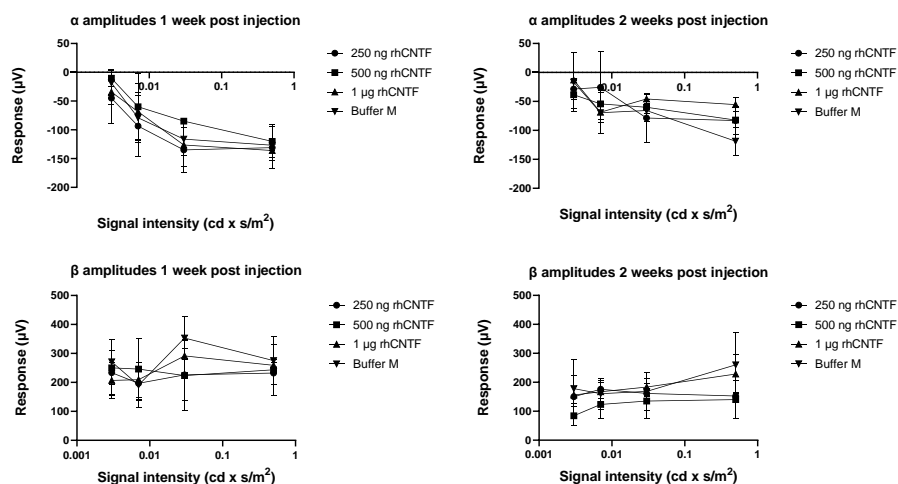 α amplitudes 1 week post injection
50
0
-50
-100
-150
-200
0.01
0.1
1
Response (µV)
Signal intensity (cd x s/m²)
250 ng rhCNTF
500 ng rhCNTF
1 µg rhCNTF
Buffer M
α amplitudes 2 weeks post injection
50
0
-50
-100
-150
-200
0.01
0.1
1
Response (µV)
Signal intensity (cd x s/m²)
250 ng rhCNTF
500 ng rhCNTF
1 µg rhCNTF
Buffer M
β amplitudes 1 week post injection
500
400
300
200
100
0
0.001
0.01
0.1
1
Response (µV)
Signal intensity (cd x s/m²)
250 ng rhCNTF
500 ng rhCNTF
1 µg rhCNTF
Buffer M
β amplitudes 2 weeks post injection
500
400
300
200
100
0
0.001
0.01
0.1
1
Response (µV)
Signal intensity (cd x s/m²)
250 ng rhCNTF
500 ng rhCNTF
1 µg rhCNTF
Buffer M